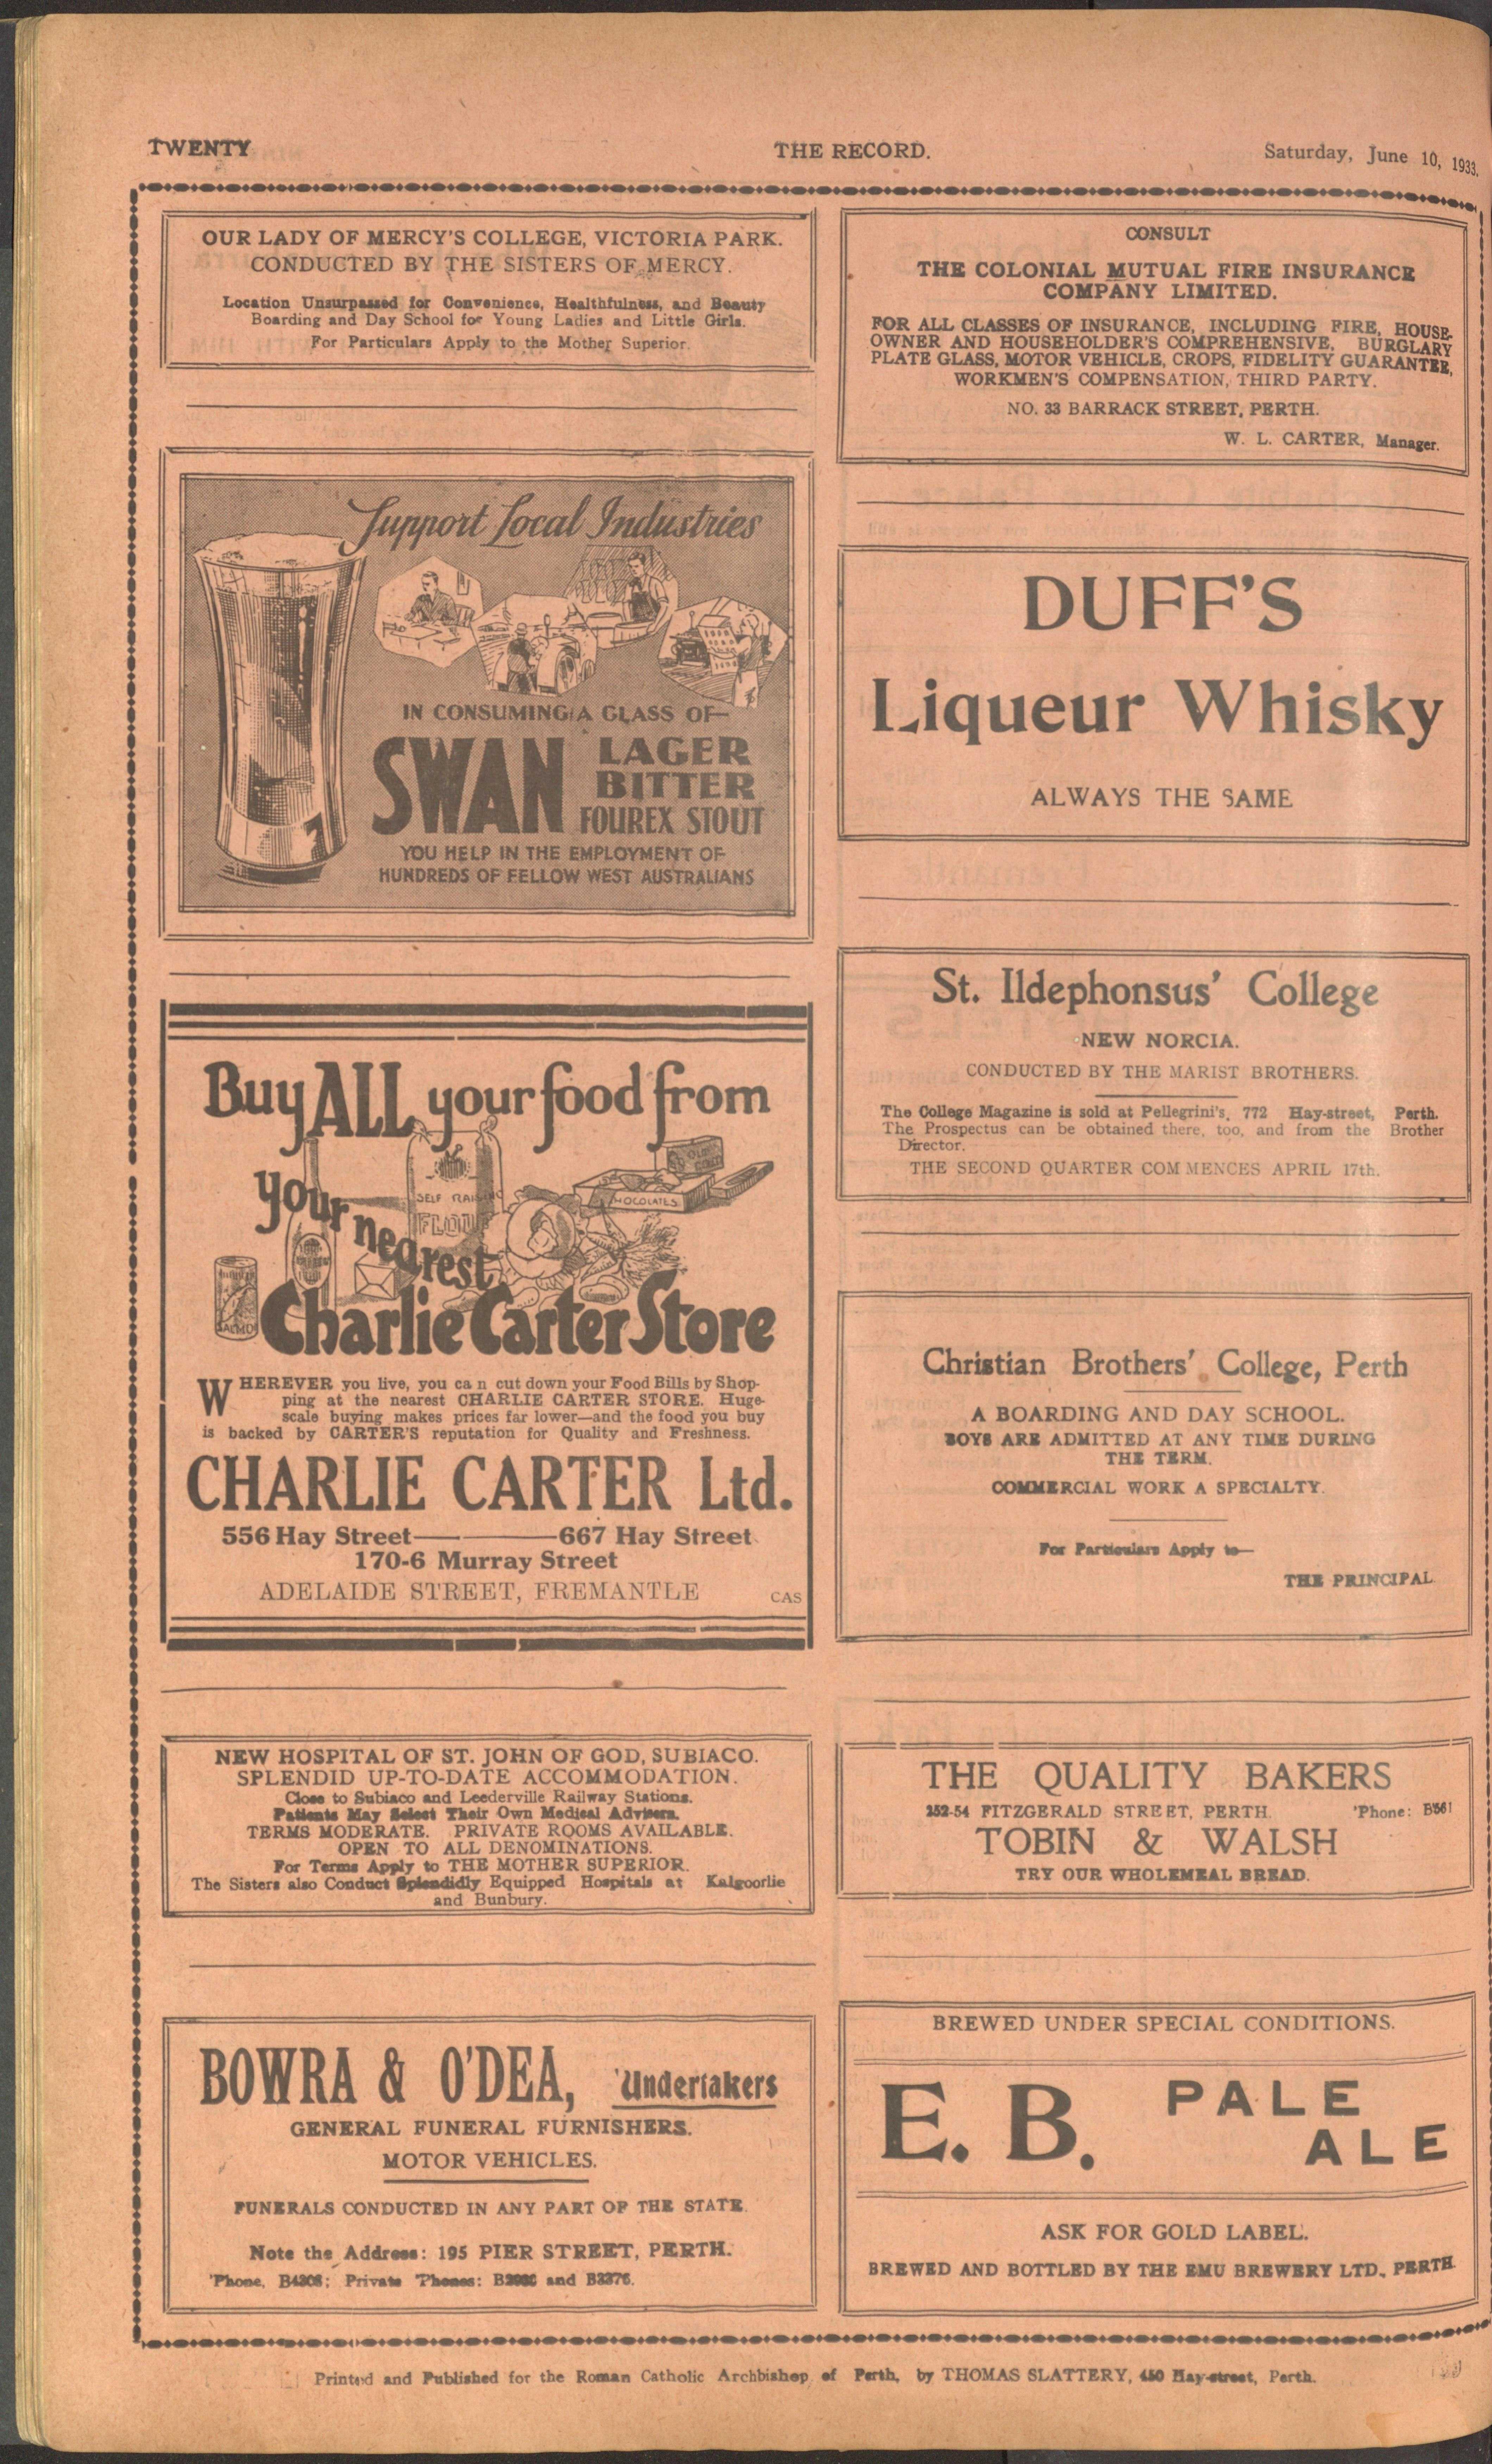 TWENTY
THE RECORD.
Saturday, June 10, 1933.
OUR LADY OF MERCY'S COLLEGE, VICTORIA PARK.
CONDUCTED BY THE SISTERS OF MERCY.
Location Unsurpassed for Convenience, Healthfulness, and Beauty
Boarding and Day School for Young Ladies and Little Girls.
For Particulars Apply to the Mother Superior.
Support Local Industries
IN CONSUMING A GLASS OF—
SWAN LAGER
BITTER
FOUREX STOUT
YOU HELP IN THE EMPLOYMENT OF
HUNDREDS OF FELLOW WEST AUSTRALIANS
Buy ALL your food from
your nearest
SELF RAISING
FLOUR
CHOCOLATES
Charlie Carter Store
WHEREVER you live, you ca n cut down your Food Bills by Shop-
ping at the nearest CHARLIE CARTER STORE. Huge-
scale buying makes prices far lower—and the food you buy
is backed by CARTER'S reputation for Quality and Freshness.
CHARLIE CARTER Ltd.
556 Hay Street————667 Hay Street
170-6 Murray Street
ADELAIDE STREET, FREMANTLE
CAS
NEW HOSPITAL OF ST. JOHN OF GOD, SUBIACO.
SPLENDID UP-TO-DATE ACCOMMODATION.
Close to Subiaco and Leederville Railway Stations.
Patients May Select Their Own Medical Advisers.
TERMS MODERATE. PRIVATE ROOMS AVAILABLE.
OPEN TO ALL DENOMINATIONS.
For Terms Apply to THE MOTHER SUPERIOR.
The Sisters also Conduct Splendidly Equipped Hospitals at Kalgoorlie
and Bunbury.
BOWRA & O'DEA, 'Undertakers
GENERAL FUNERAL FURNISHERS.
MOTOR VEHICLES.
FUNERALS CONDUCTED IN ANY PART OF THE STATE.
Note the Address: 195 PIER STREET, PERTH.
'Phone, B4308; Private 'Phones: and B3376.
CONSULT
THE COLONIAL MUTUAL FIRE INSURANCE
COMPANY LIMITED.
FOR ALL CLASSES OF INSURANCE, INCLUDING FIRE, HOUSE-
OWNER AND HOUSEHOLDER'S COMPREHENSIVE, BURGLARY
PLATE GLASS, MOTOR VEHICLE, CROPS, FIDELITY GUARANTEE,
WORKMEN'S COMPENSATION, THIRD PARTY.
NO. 33 BARRACK STREET, PERTH.
W. L. CARTER, Manager.
DUFF'S
Liqueur Whisky
ALWAYS THE SAME
St. Ildephonsus' College
NEW NORCIA.
CONDUCTED BY THE MARIST BROTHERS.
The College Magazine is sold at Pellegrini's, 772 Hay-street, Perth.
The Prospectus can be obtained there, too, and from the Brother
Director.
THE SECOND QUARTER COMMENCES APRIL 17th.
Christian Brothers' College, Perth
A BOARDING AND DAY SCHOOL.
BOYS ARE ADMITTED AT ANY TIME DURING
THE TERM.
COMMERCIAL WORK A SPECIALTY.
For Particulars Apply to—
THE PRINCIPAL
THE QUALITY BAKERS
252-54 FITZGERALD STREET, PERTH. 'Phone: B561
TOBIN & WALSH
TRY OUR WHOLEMEAL BREAD.
BREWED UNDER SPECIAL CONDITIONS.
E. B. PALE
ALE
ASK FOR GOLD LABEL.
BREWED AND BOTTLED BY THE EMU BREWERY LTD., PERTH
Printed and Published for the Roman Catholic Archbishop of Perth, by THOMAS SLATTERY, 450 Hay-street, Perth.